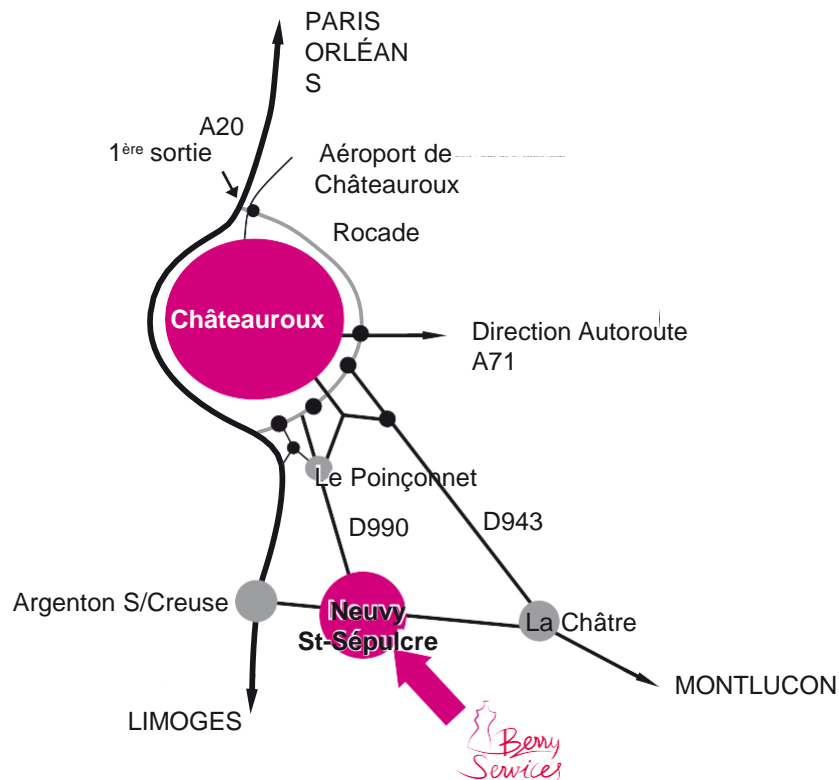 PARIS
ORLÉAN
S
A20
1ère sortie
Aéroport de
Châteauroux
Rocade
Châteauroux
Direction Autoroute
A71
Le Poinçonnet
D990
D943
Argenton S/Creuse
Neuvy
St-Sépulcre
La Châtre
MONTLUCON
LIMOGES
Berry
Services